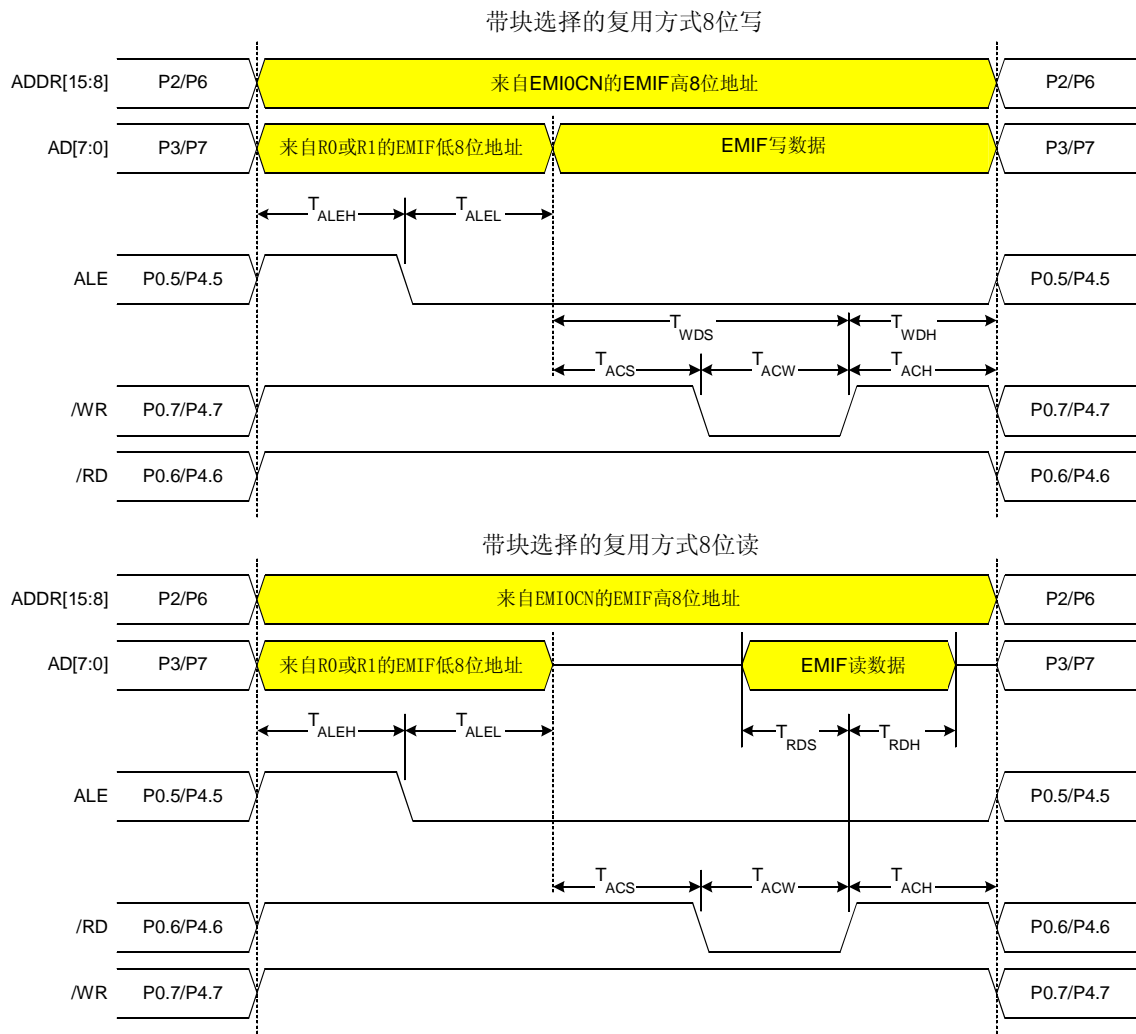 带块选择的复用方式8位写
ADDR[15:8] P2/P6 来自EMI0CN的EMIF高8位地址 P2/P6
AD[7:0] P3/P7 来自R0或R1的EMIF低8位地址 EMIF写数据 P3/P7
TALEH TALEL
ALE P0.5/P4.5 P0.5/P4.5
TWDS TWDH
TACS TACW TACH
/WR P0.7/P4.7 P0.7/P4.7
/RD P0.6/P4.6 P0.6/P4.6
带块选择的复用方式8位读
ADDR[15:8] P2/P6 来自EMI0CN的EMIF高8位地址 P2/P6
AD[7:0] P3/P7 来自R0或R1的EMIF低8位地址 EMIF读数据 P3/P7
TALEH TALEL TRDS TRDH
ALE P0.5/P4.5 P0.5/P4.5
TACS TACW TACH
/RD P0.6/P4.6 P0.6/P4.6
/WR P0.7/P4.7 P0.7/P4.7